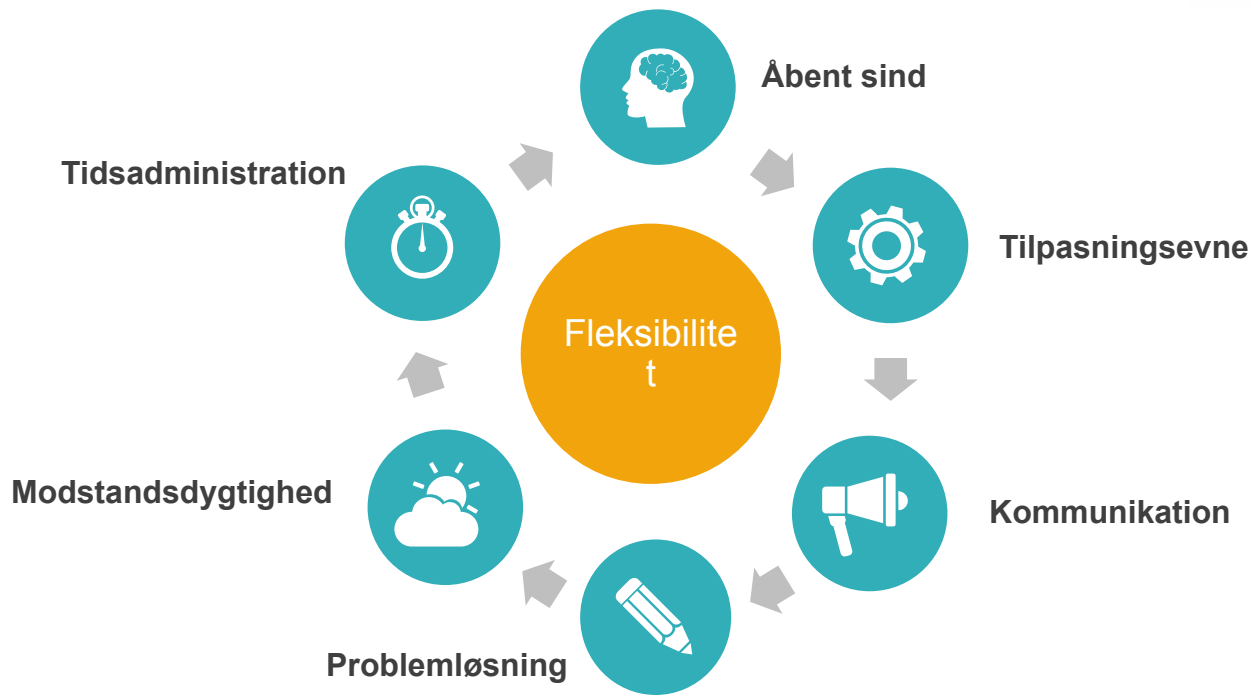 Åbent sind
Tilpasningsevne
Kommunikation
Problemløsning
Modstandsdygtighed
Tidsadministration
Fleksibilite
t